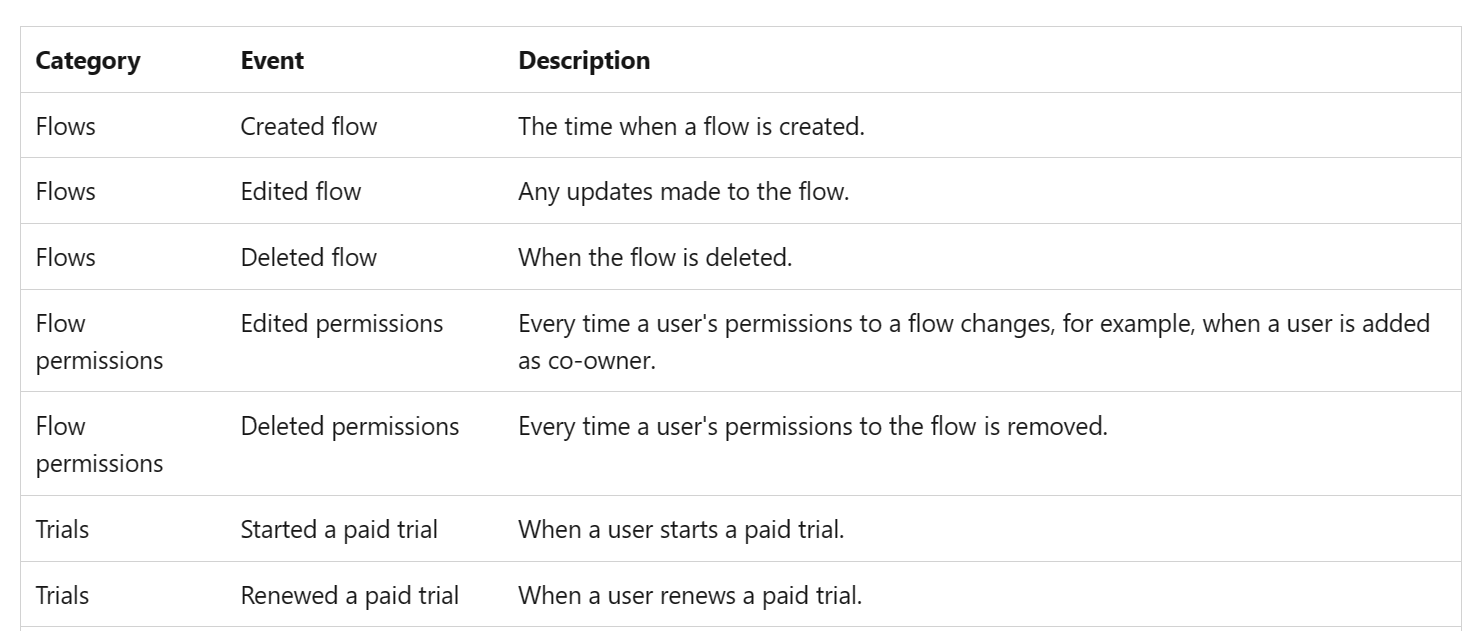 Category Event Description
Flows Created flow The time when a flow is created.
Flows Edited flow Any updates made to the flow.
Flows Deleted flow When the flow is deleted.
Flow Edited permissions Every time a user's permissions to a flow changes, for example, when a user is added
permissions as co-owner.
Flow Deleted permissions Every time a user's permissions to the flow is removed.
permissions
Trials Started a paid trial When a user starts a paid trial.
Trials Renewed a paid trial When a user renews a paid trial.